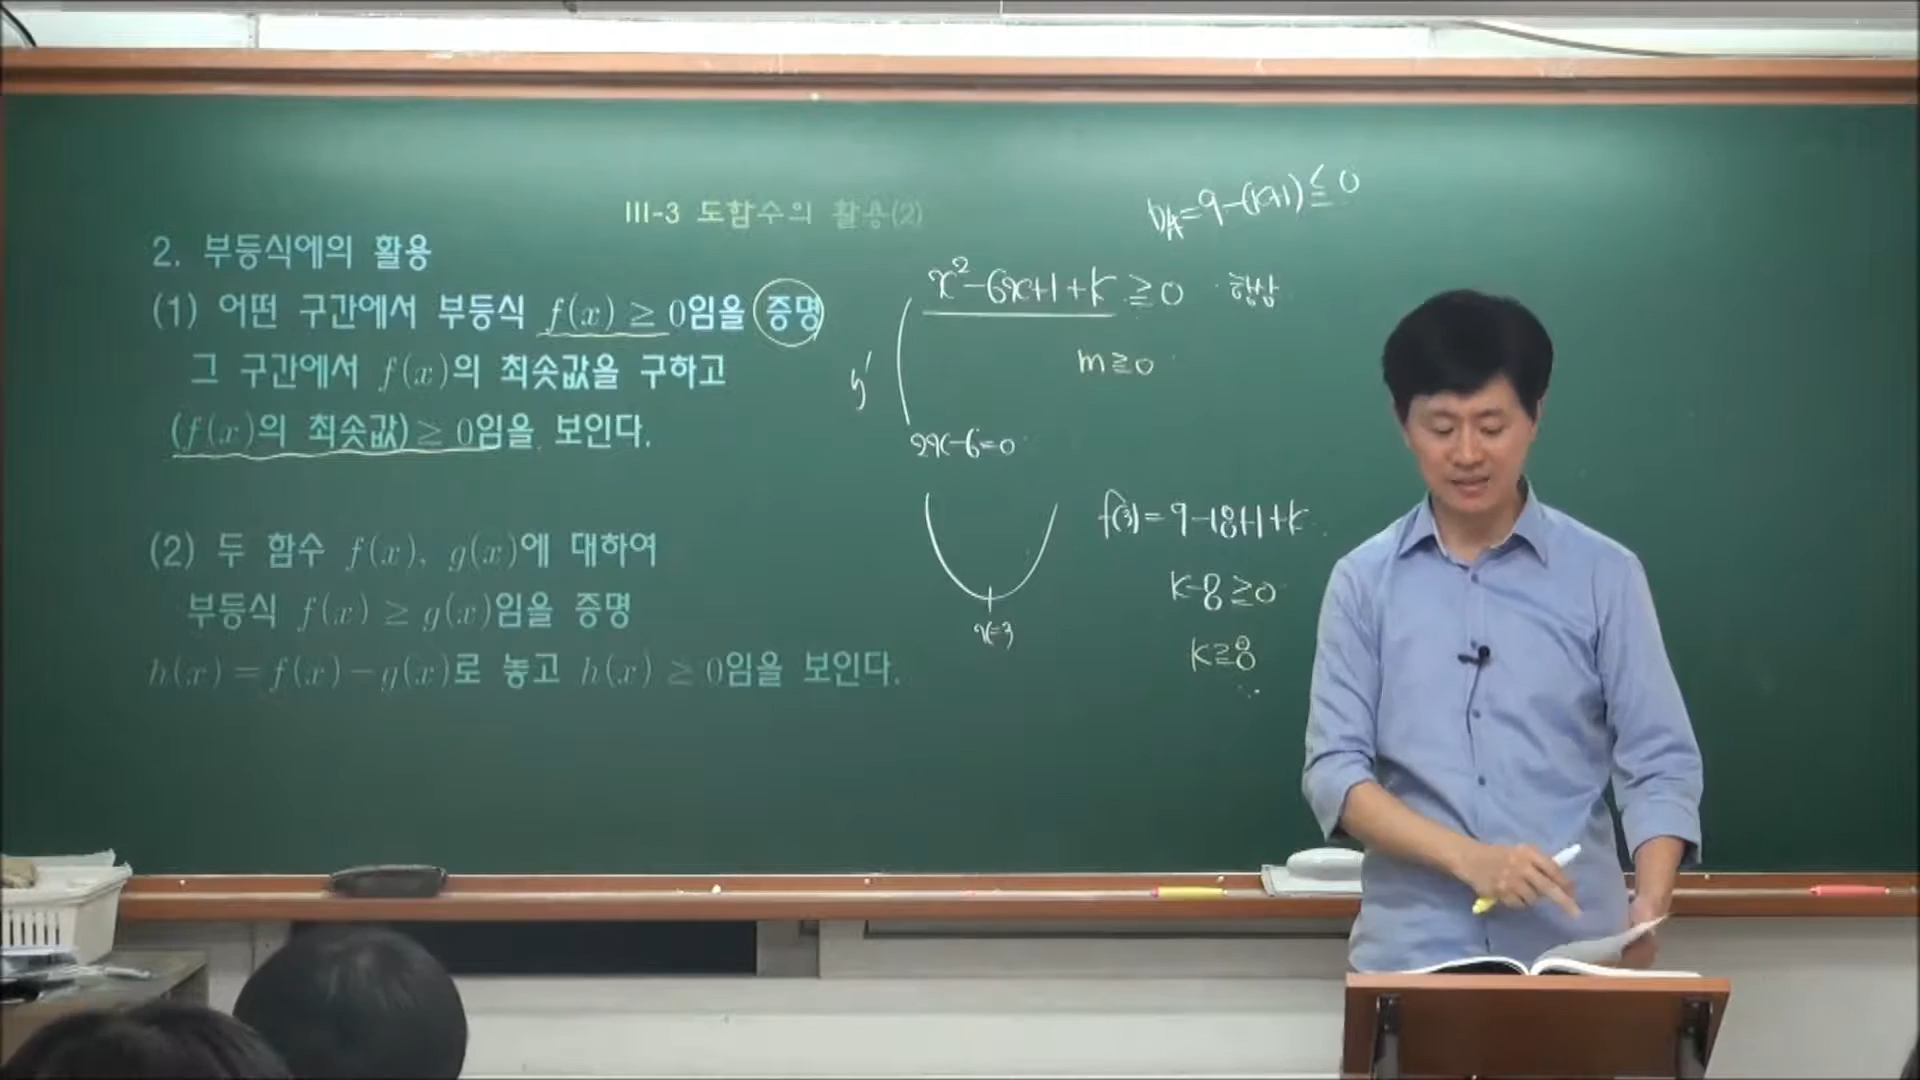 III-3 도함수의 활용(2)
2. 부등식에의 활용
(1) 어떤 구간에서 부등식 f(x) ≥ 0임을 증명
그 구간에서 f(x)의 최솟값을 구하고
(f(x)의 최솟값) ≥ 0임을 보인다.
(2) 두 함수 f(x), g(x)에 대하여
부등식 f(x) ≥ g(x)임을 증명
h(x) = f(x) - g(x)로 놓고 h(x) ≥ 0임을 보인다.
D/4=9-(k+1)≦0
x²-6x+1+k ≧0 항상
m≧0
y'
2x-6=0
x=3
f(3)=9-18+1+k
k-8≥0
k≧8